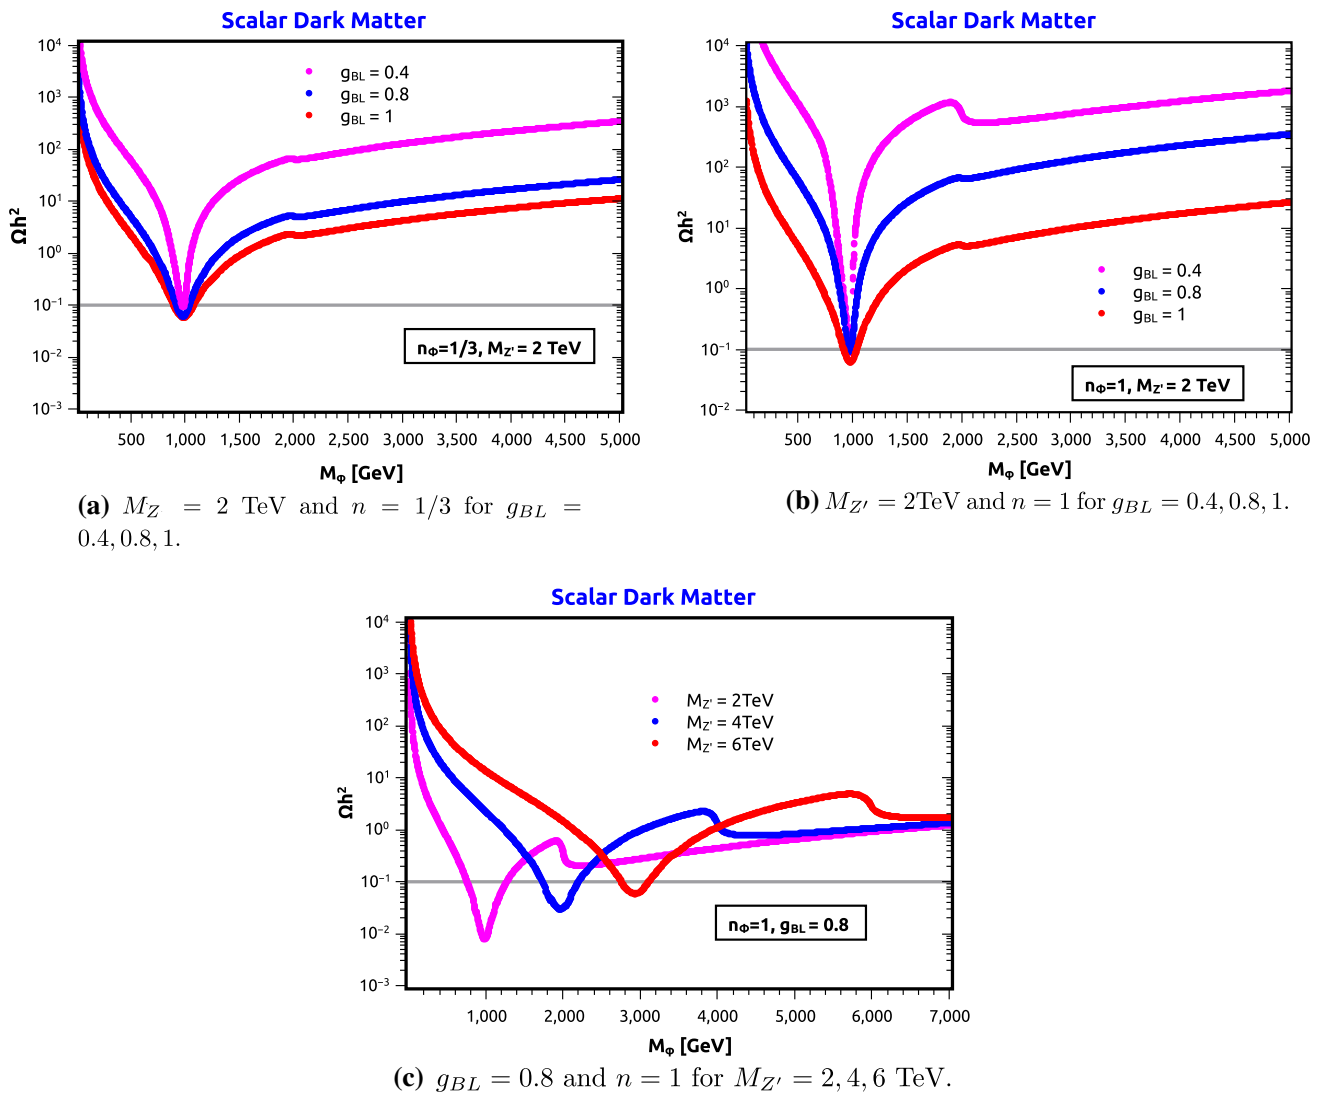 Scalar Dark Matter
10⁴
10³
10²
10¹
10⁰
10⁻¹
10⁻²
10⁻³
Ωh²
g_BL = 0.4
g_BL = 0.8
g_BL = 1
n_Φ=1/3, M_Z' = 2 TeV
500 1,000 1,500 2,000 2,500 3,000 3,500 4,000 4,500 5,000
M_Φ [GeV]
(a) M_Z = 2 TeV and n = 1/3 for g_BL =
0.4, 0.8, 1.
Scalar Dark Matter
10⁴
10³
10²
10¹
10⁰
10⁻¹
10⁻²
Ωh²
g_BL = 0.4
g_BL = 0.8
g_BL = 1
n_Φ=1, M_Z' = 2 TeV
500 1,000 1,500 2,000 2,500 3,000 3,500 4,000 4,500 5,000
M_Φ [GeV]
(b) M_Z' = 2TeV and n = 1 for g_BL = 0.4, 0.8, 1.
Scalar Dark Matter
10⁴
10³
10²
10¹
10⁰
10⁻¹
10⁻²
10⁻³
Ωh²
M_Z' = 2TeV
M_Z' = 4TeV
M_Z' = 6TeV
n_Φ=1, g_BL = 0.8
1,000 2,000 3,000 4,000 5,000 6,000 7,000
M_Φ [GeV]
(c) g_BL = 0.8 and n = 1 for M_Z' = 2, 4, 6 TeV.